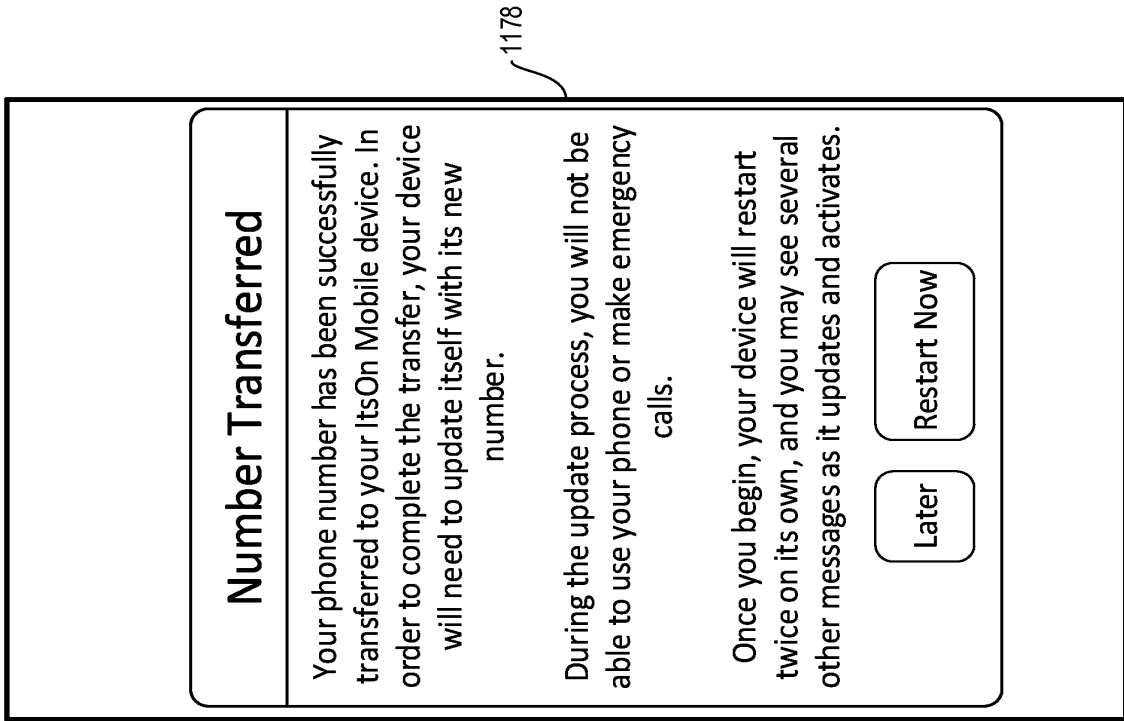 Number Transferred
Your phone number has been successfully
transferred to your ItsOn Mobile device. In
order to complete the transfer, your device
will need to update itself with its new
number.
During the update process, you will not be
able to use your phone or make emergency
calls.
Once you begin, your device will restart
twice on its own, and you may see several
other messages as it updates and activates.
Later
Restart Now
1178